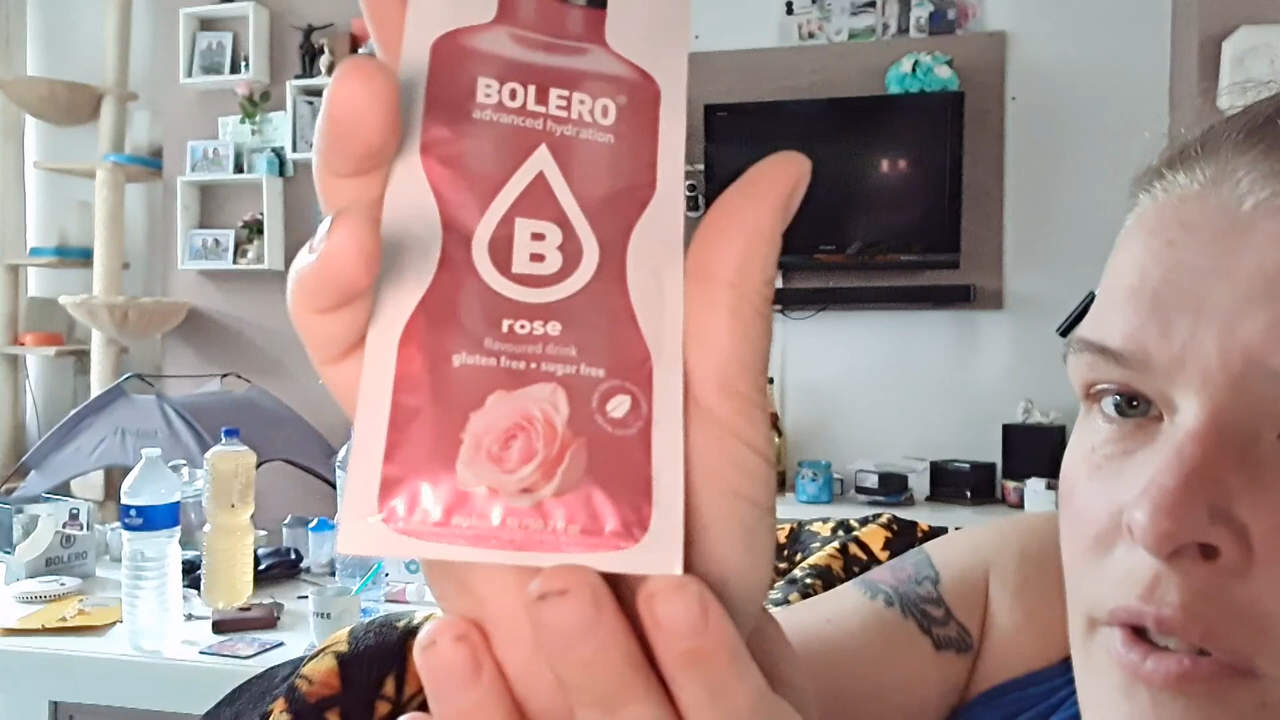 BOLERO®
advanced hydration
B
rose
flavoured drink
gluten free • sugar free
BOLERO